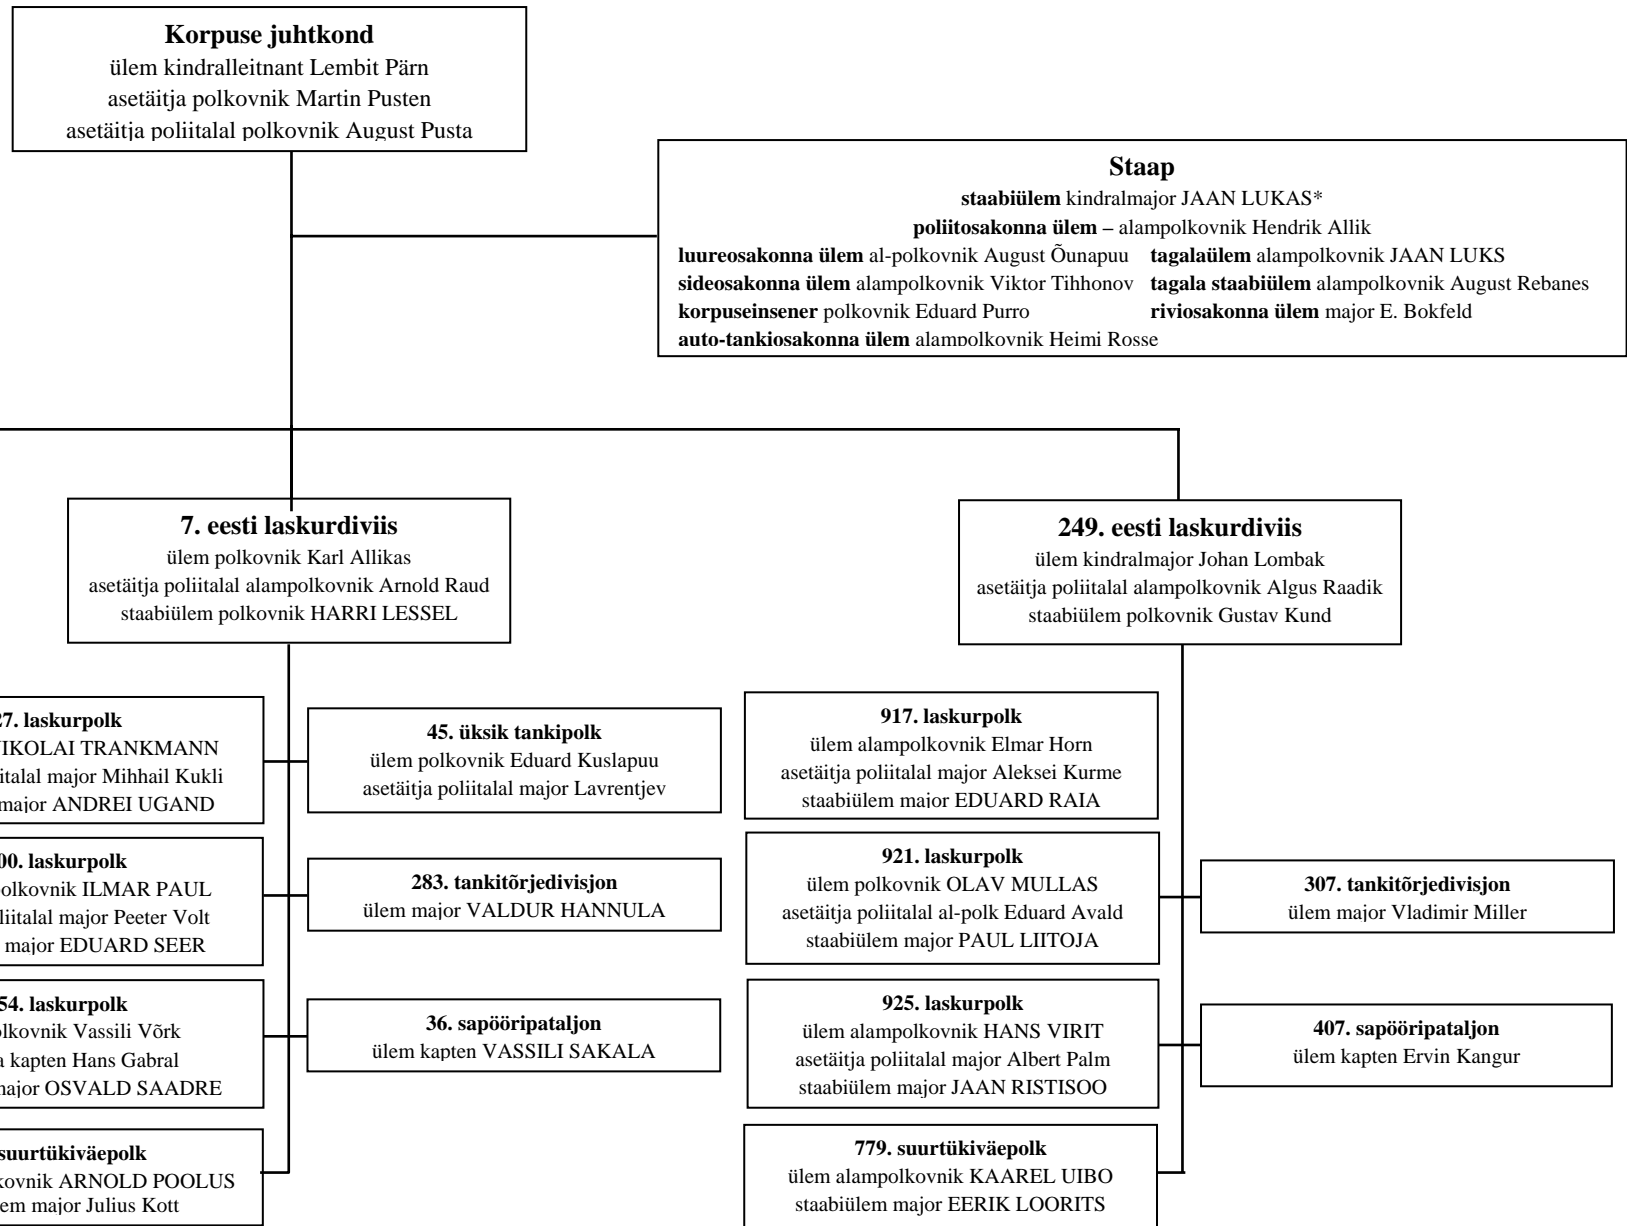 Korpuse juhtkond
ülem kindralleitnant Lembit Pärn
asetäitja polkovnik Martin Pusten
asetäitja poliitalal polkovnik August Pusta
Staap
staabiülem kindralmajor JAAN LUKAS*
poliitosakonna ülem – alampolkovnik Hendrik Allik
luureosakonna ülem al-polkovnik August Õunapuu tagalaülem alampolkovnik JAAN LUKS
sideosakonna ülem alampolkovnik Viktor Tihhonov tagala staabiülem alampolkovnik August Rebanes
korpuseinsener polkovnik Eduard Purro riviosakonna ülem major E. Bokfeld
auto-tankiosakonna ülem alampolkovnik Heimi Rosse
7. eesti laskurdiviis
ülem polkovnik Karl Allikas
asetäitja poliitalal alampolkovnik Arnold Raud
staabiülem polkovnik HARRI LESSEL
249. eesti laskurdiviis
ülem kindralmajor Johan Lombak
asetäitja poliitalal alampolkovnik Algus Raadik
staabiülem polkovnik Gustav Kund
27. laskurpolk
NIKOLAI TRANKMANN
italal major Mihhail Kukli
major ANDREI UGAND
45. üksik tankipolk
ülem polkovnik Eduard Kuslapuu
asetäitja poliitalal major Lavrentjev
00. laskurpolk
polkovnik ILMAR PAUL
liitalal major Peeter Volt
major EDUARD SEER
283. tankitõrjedivisjon
ülem major VALDUR HANNULA
54. laskurpolk
olkovnik Vassili Võrk
a kapten Hans Gabral
major OSVALD SAADRE
36. sapööripataljon
ülem kapten VASSILI SAKALA
suurtükiväepolk
kovnik ARNOLD POOLUS
lem major Julius Kott
917. laskurpolk
ülem alampolkovnik Elmar Horn
asetäitja poliitalal major Aleksei Kurme
staabiülem major EDUARD RAIA
921. laskurpolk
ülem polkovnik OLAV MULLAS
asetäitja poliitalal al-polk Eduard Avald
staabiülem major PAUL LIITOJA
307. tankitõrjedivisjon
ülem major Vladimir Miller
925. laskurpolk
ülem alampolkovnik HANS VIRIT
asetäitja poliitalal major Albert Palm
staabiülem major JAAN RISTISOO
407. sapööripataljon
ülem kapten Ervin Kangur
779. suurtükiväepolk
ülem alampolkovnik KAAREL UIBO
staabiülem major EERIK LOORITS